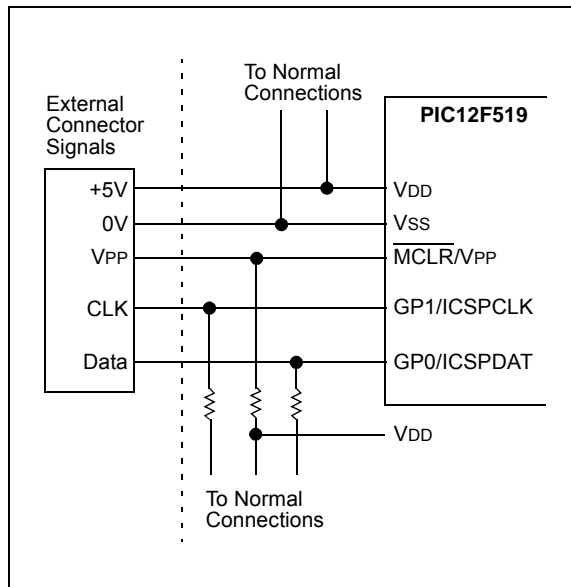 To Normal
Connections
External
Connector
Signals
PIC12F519
+5V
VDD
0V
VSS
VPP
MCLR/VPP
CLK
GP1/ICSPCLK
Data
GP0/ICSPDAT
VDD
To Normal
Connections